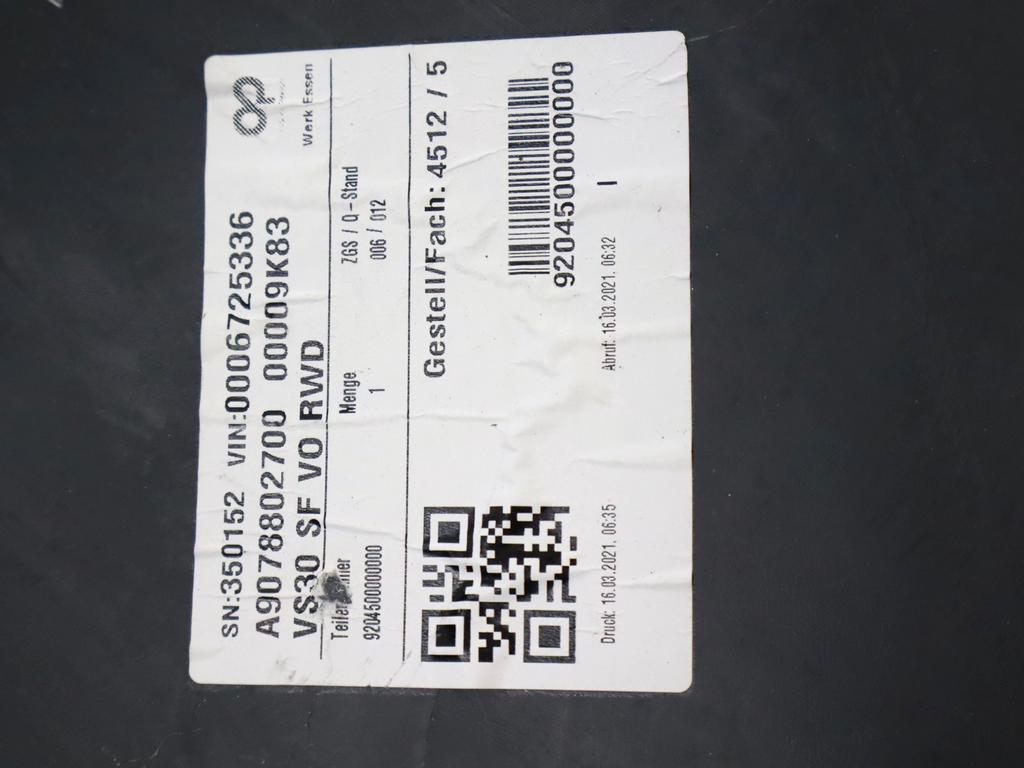 SN:350152 VIN:0006725336
A9078802700 00009K83
VS30 SF VO RWD
Werk Essen
Menge
ZGS / Q-Stand
9204500000000
1
006 / 012
Gestell/Fach: 4512 / 5
9204500000000
Druck: 16.03.2021, 06:35
Abruf: 16.03.2021, 06:32
I